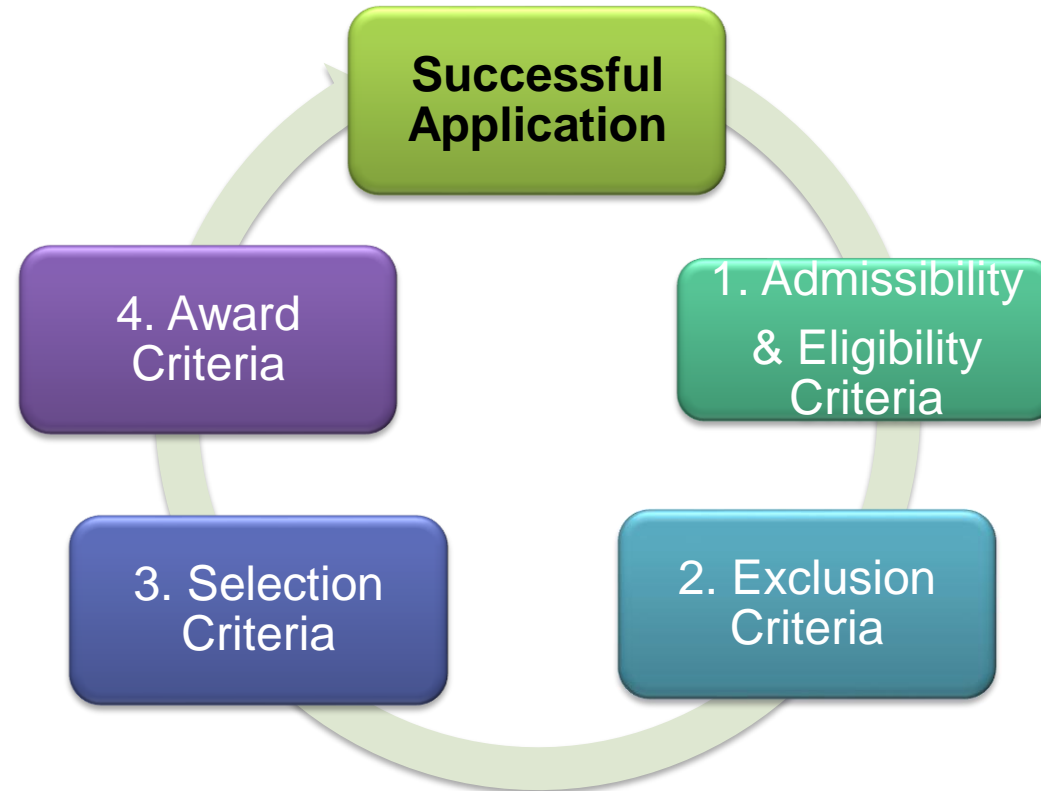 Successful
Application
1. Admissibility
& Eligibility
Criteria
2. Exclusion
Criteria
3. Selection
Criteria
4. Award
Criteria